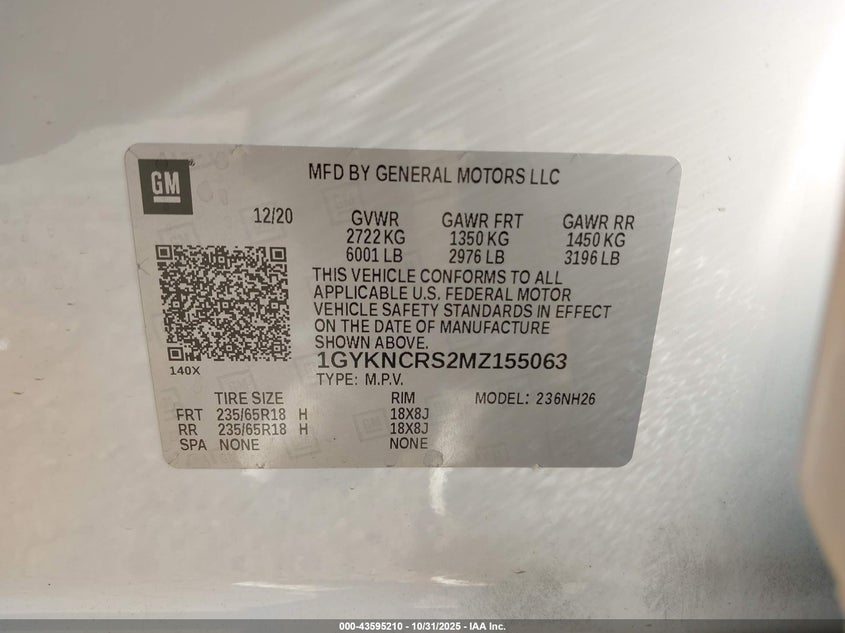 GM
MFD BY GENERAL MOTORS LLC
12/20 GVWR GAWR FRT GAWR RR
2722 KG 1350 KG 1450 KG
6001 LB 2976 LB 3196 LB
THIS VEHICLE CONFORMS TO ALL
APPLICABLE U.S. FEDERAL MOTOR
VEHICLE SAFETY STANDARDS IN EFFECT
ON THE DATE OF MANUFACTURE
SHOWN ABOVE.
140X
1GYKNCRS2MZ155063
TYPE: M.P.V.
TIRE SIZE RIM MODEL: 236NH26
FRT 235/65R18 H 18X8J
RR 235/65R18 H 18X8J
SPA NONE NONE
000-43595210 - 10/31/2025 - IAA Inc.